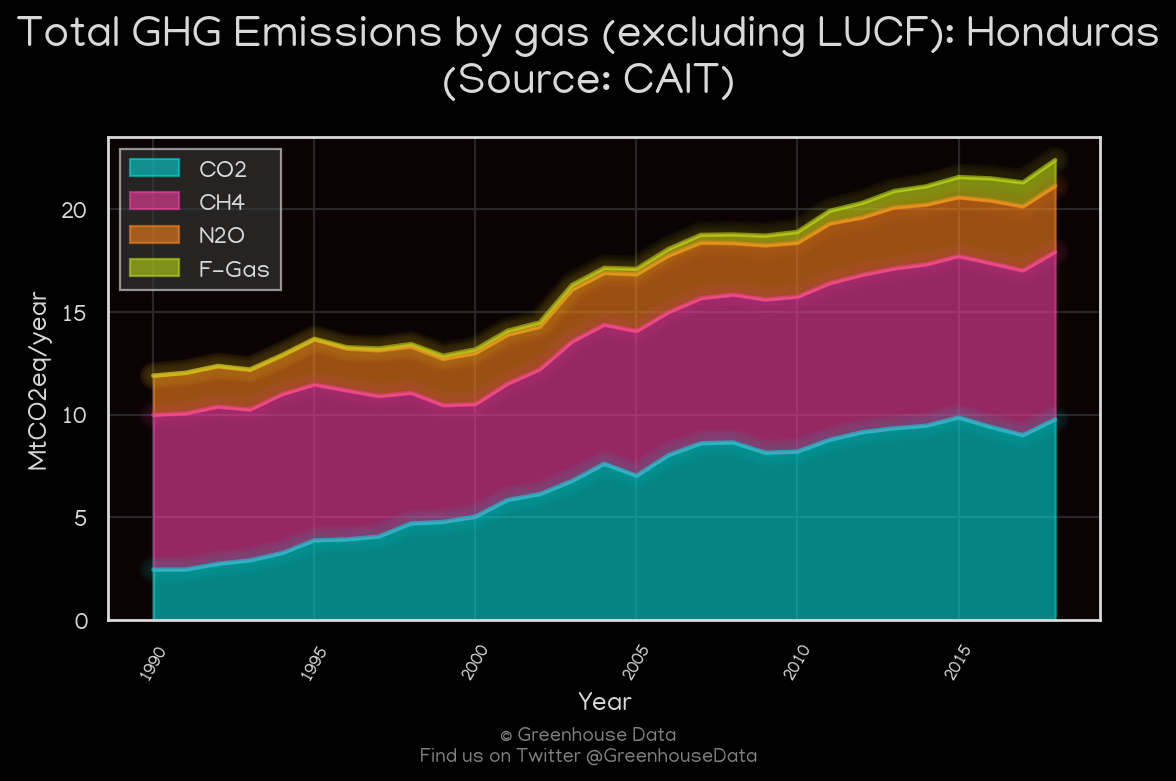 Total GHG Emissions by gas (excluding LUCF): Honduras
(Source: CAIT)
CO2
CH4
N2O
F-Gas
MtCO2eq/year
20
15
10
5
0
1990
1995
2000
2005
2010
2015
Year
© Greenhouse Data
Find us on Twitter @GreenhouseData